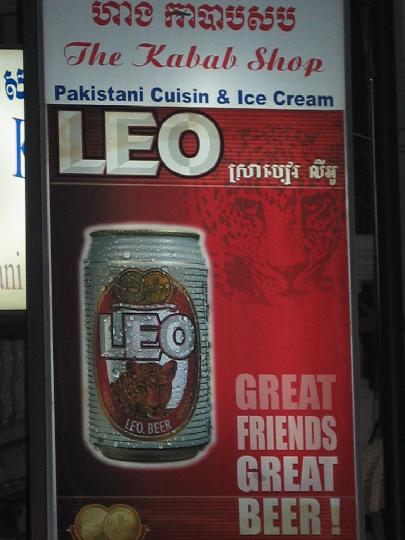 ហាង កាបាបសប
The Kabab Shop
Pakistani Cuisin & Ice Cream
LEO
ស្រាបៀរ លីអូ
LEO
LEO. BEER
GREAT
FRIENDS
GREAT
BEER!